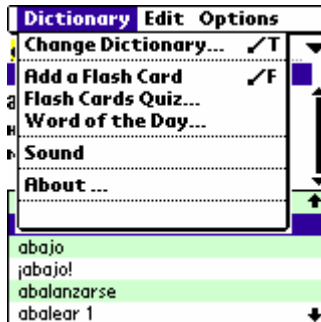 Dictionary Edit Options
Change Dictionary... ✓T
Add a Flash Card ✓F
Flash Cards Quiz...
Word of the Day...
Sound
About ...
abajo
¡abajo!
abalanzarse
abalear 1